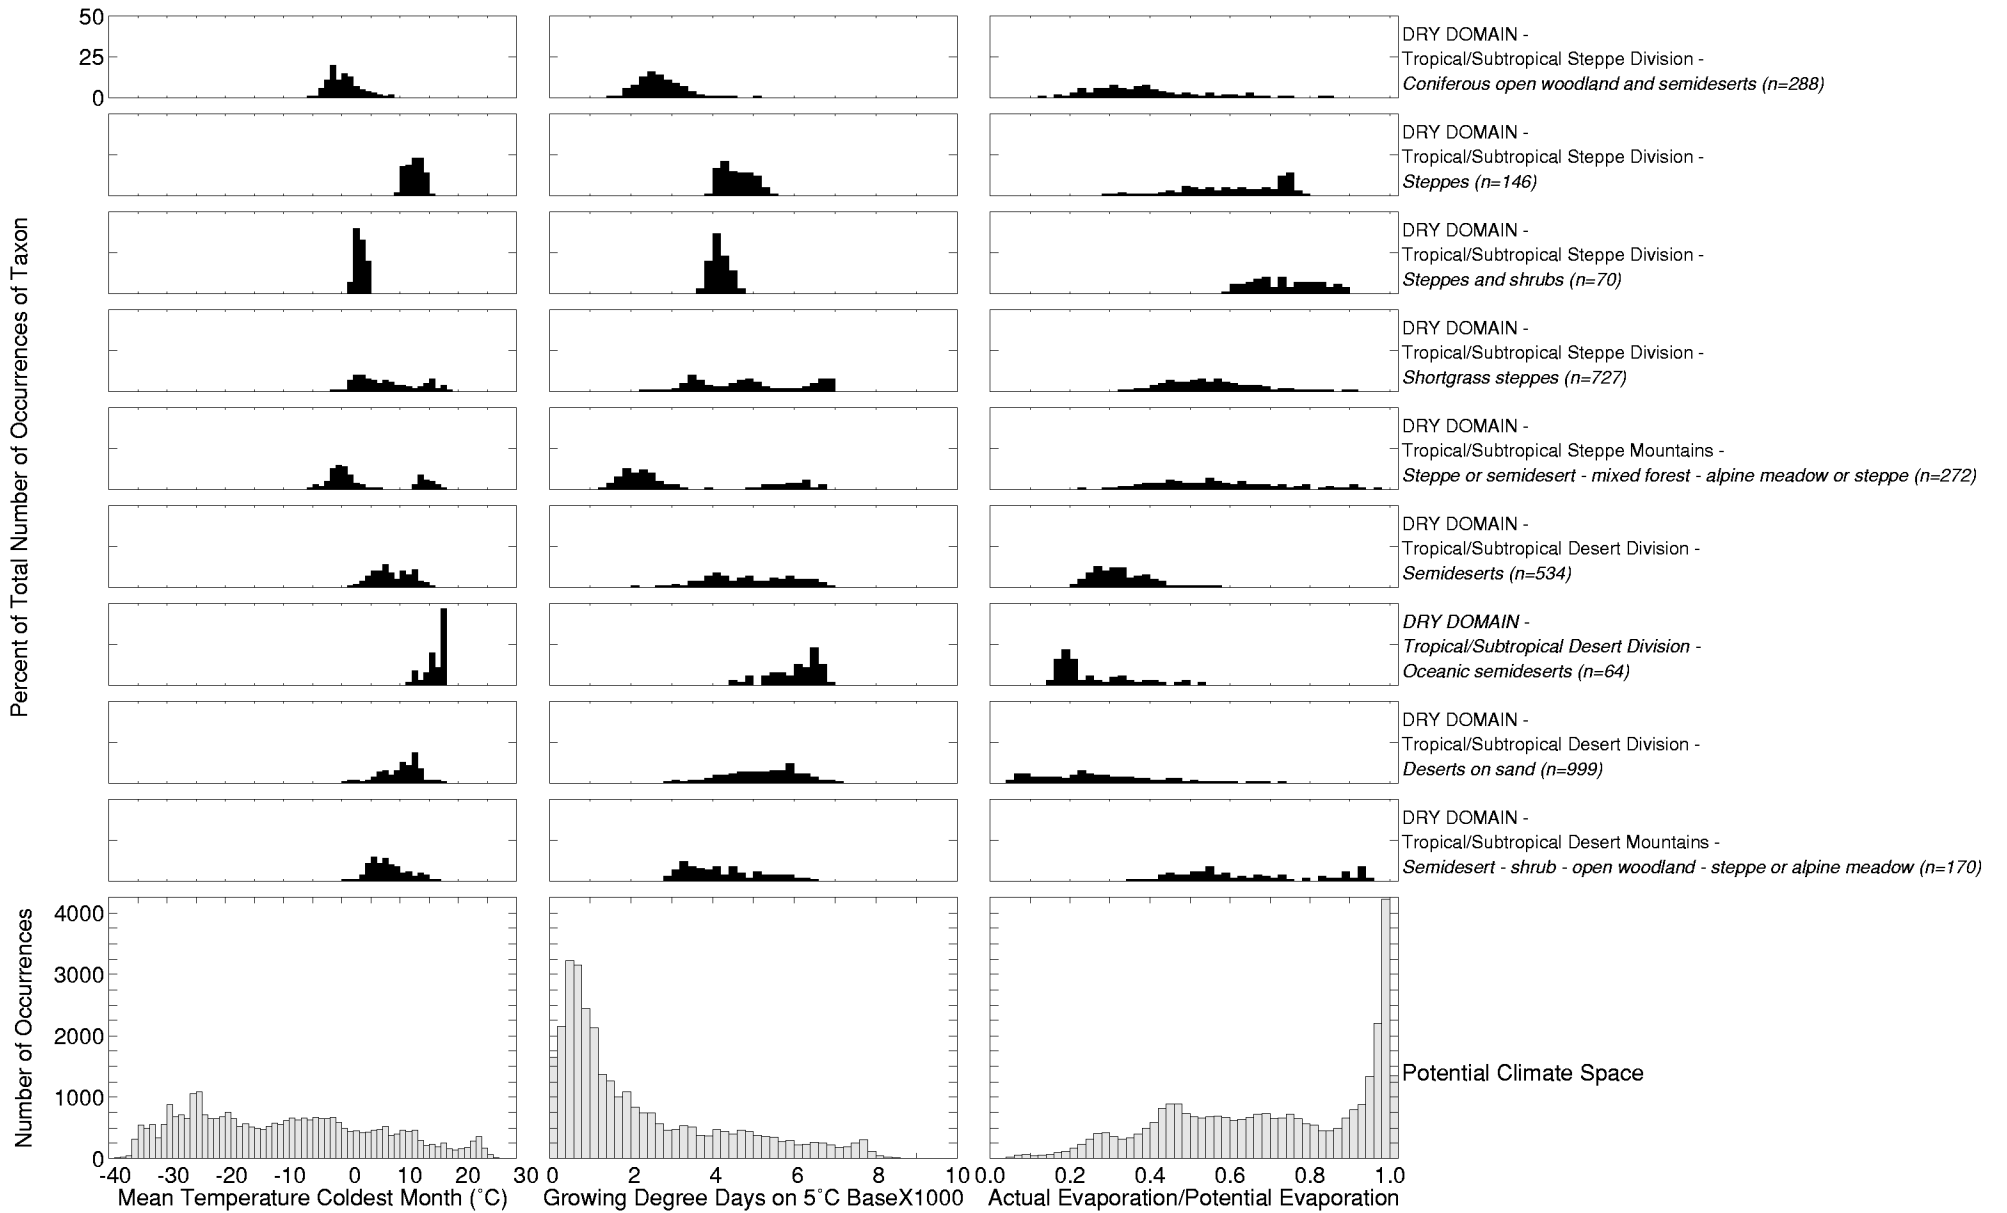 50
25
0
DRY DOMAIN -
Tropical/Subtropical Steppe Division -
Coniferous open woodland and semideserts (n=288)
DRY DOMAIN -
Tropical/Subtropical Steppe Division -
Steppes (n=146)
DRY DOMAIN -
Tropical/Subtropical Steppe Division -
Steppes and shrubs (n=70)
DRY DOMAIN -
Tropical/Subtropical Steppe Division -
Shortgrass steppes (n=727)
DRY DOMAIN -
Tropical/Subtropical Steppe Mountains -
Steppe or semidesert - mixed forest - alpine meadow or steppe (n=272)
DRY DOMAIN -
Tropical/Subtropical Desert Division -
Semideserts (n=534)
DRY DOMAIN -
Tropical/Subtropical Desert Division -
Oceanic semideserts (n=64)
DRY DOMAIN -
Tropical/Subtropical Desert Division -
Deserts on sand (n=999)
DRY DOMAIN -
Tropical/Subtropical Desert Mountains -
Semidesert - shrub - open woodland - steppe or alpine meadow (n=170)
Percent of Total Number of Occurrences of Taxon
Number of Occurrences
4000
3000
2000
1000
0
Potential Climate Space
-40 -30 -20 -10 0 10 20 30
Mean Temperature Coldest Month (˚C)
0 2 4 6 8 10
Growing Degree Days on 5˚C BaseX1000
0.0 0.2 0.4 0.6 0.8 1.0
Actual Evaporation/Potential Evaporation